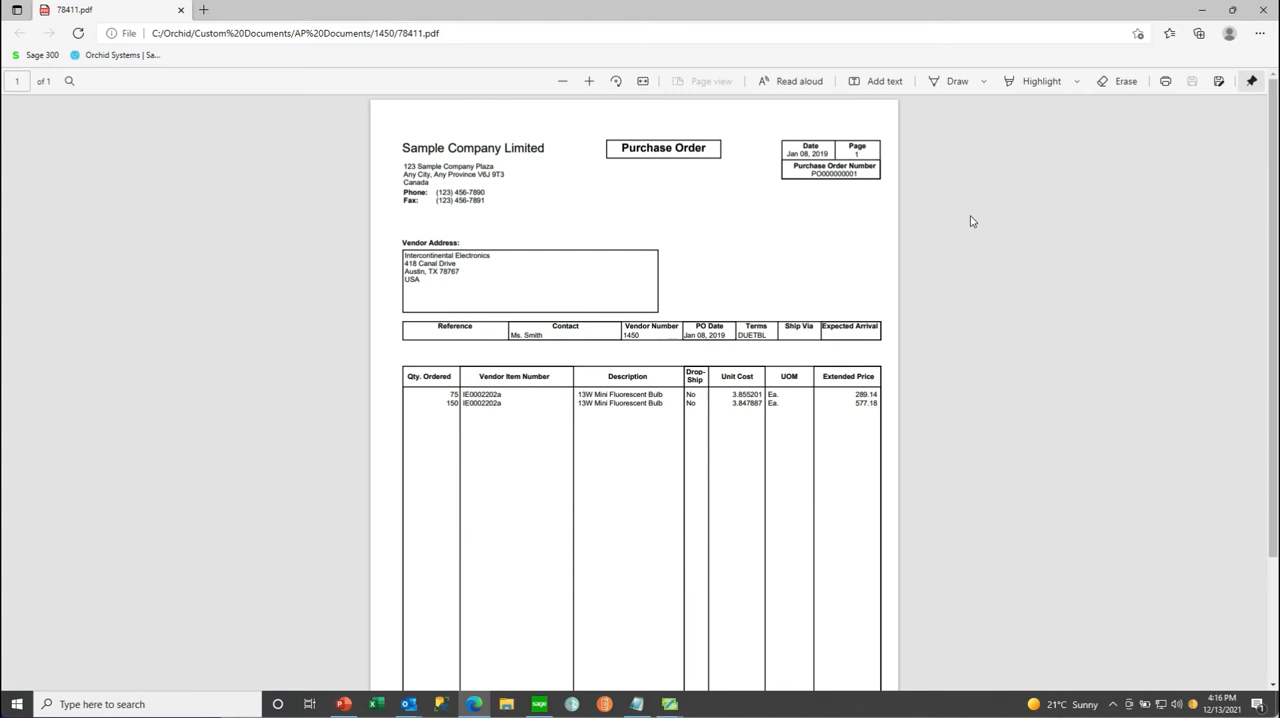 78411.pdf
File C:/Orchid/Custom%20Documents/AP%20Documents/1450/78411.pdf
Sage 300 Orchid Systems | Sa...
1 of 1 Page view Read aloud Add text Draw Highlight Erase
Sample Company Limited
123 Sample Company Plaza
Any City, Any Province V6J 9T3
Canada
Phone: (123) 456-7890
Fax: (123) 456-7891
Purchase Order
Date Page
Jan 08, 2019 1
Purchase Order Number
PO000000001
Vendor Address:
Intercontinental Electronics
418 Canal Drive
Austin, TX 78767
USA
Reference Contact Vendor Number PO Date Terms Ship Via Expected Arrival
Ms. Smith 1450 Jan 08, 2019 DUETBL
Qty. Ordered Vendor Item Number Description Drop-Ship Unit Cost UOM Extended Price
75 IE0002202a 13W Mini Fluorescent Bulb No 3.855201 Ea. 289.14
150 IE0002202a 13W Mini Fluorescent Bulb No 3.847887 Ea. 577.18
Type here to search
sage
21°C Sunny
4:16 PM
12/13/2021